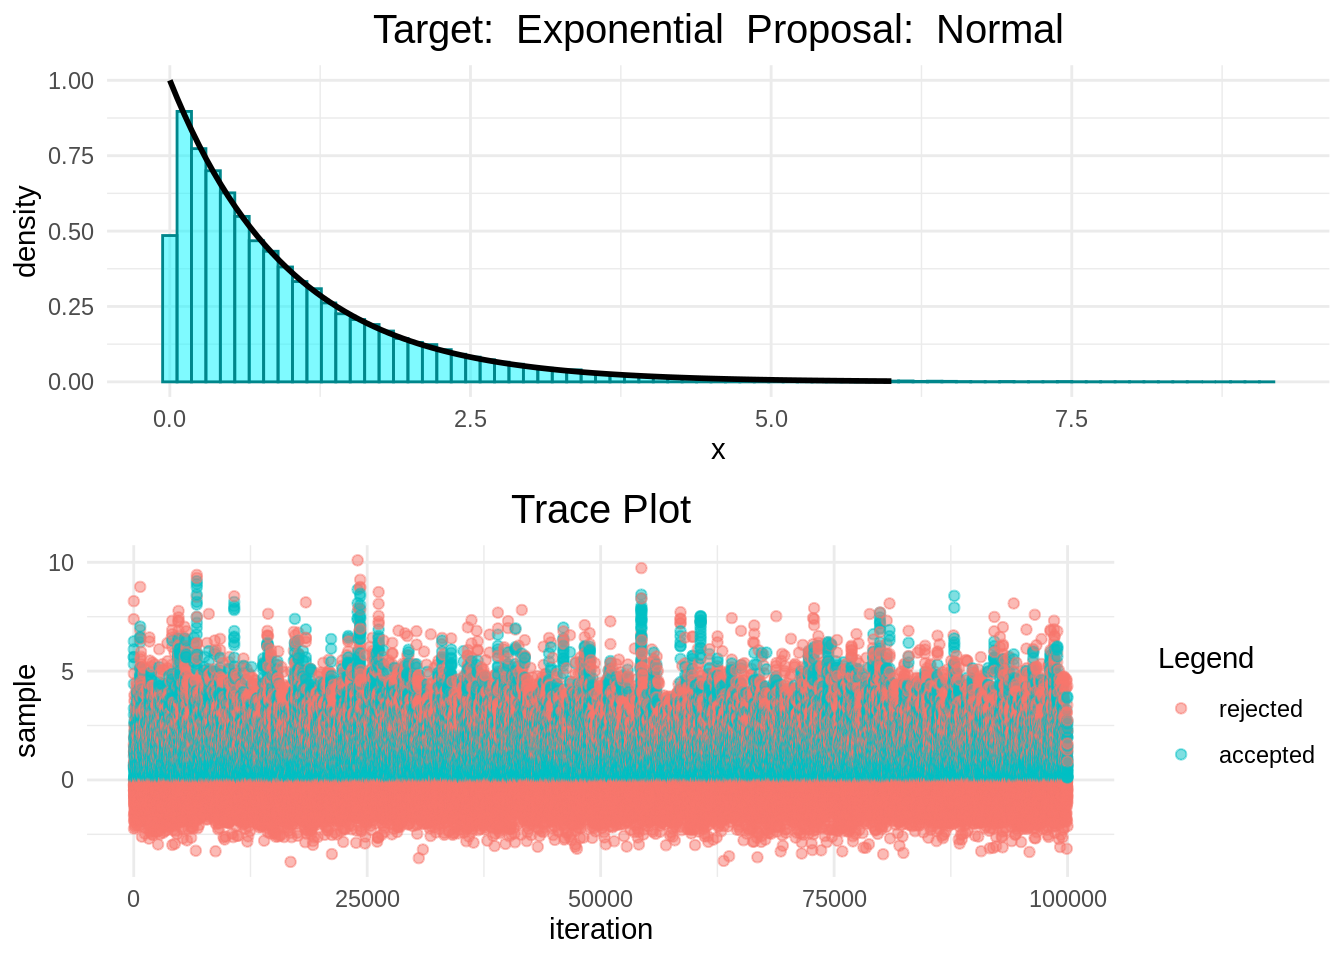 Target:  Exponential  Proposal:  Normal
1.00
0.75
0.50
0.25
0.00
density
0.0 2.5 5.0 7.5
x
Trace Plot
10
5
0
sample
0 25000 50000 75000 100000
iteration
Legend
rejected
accepted